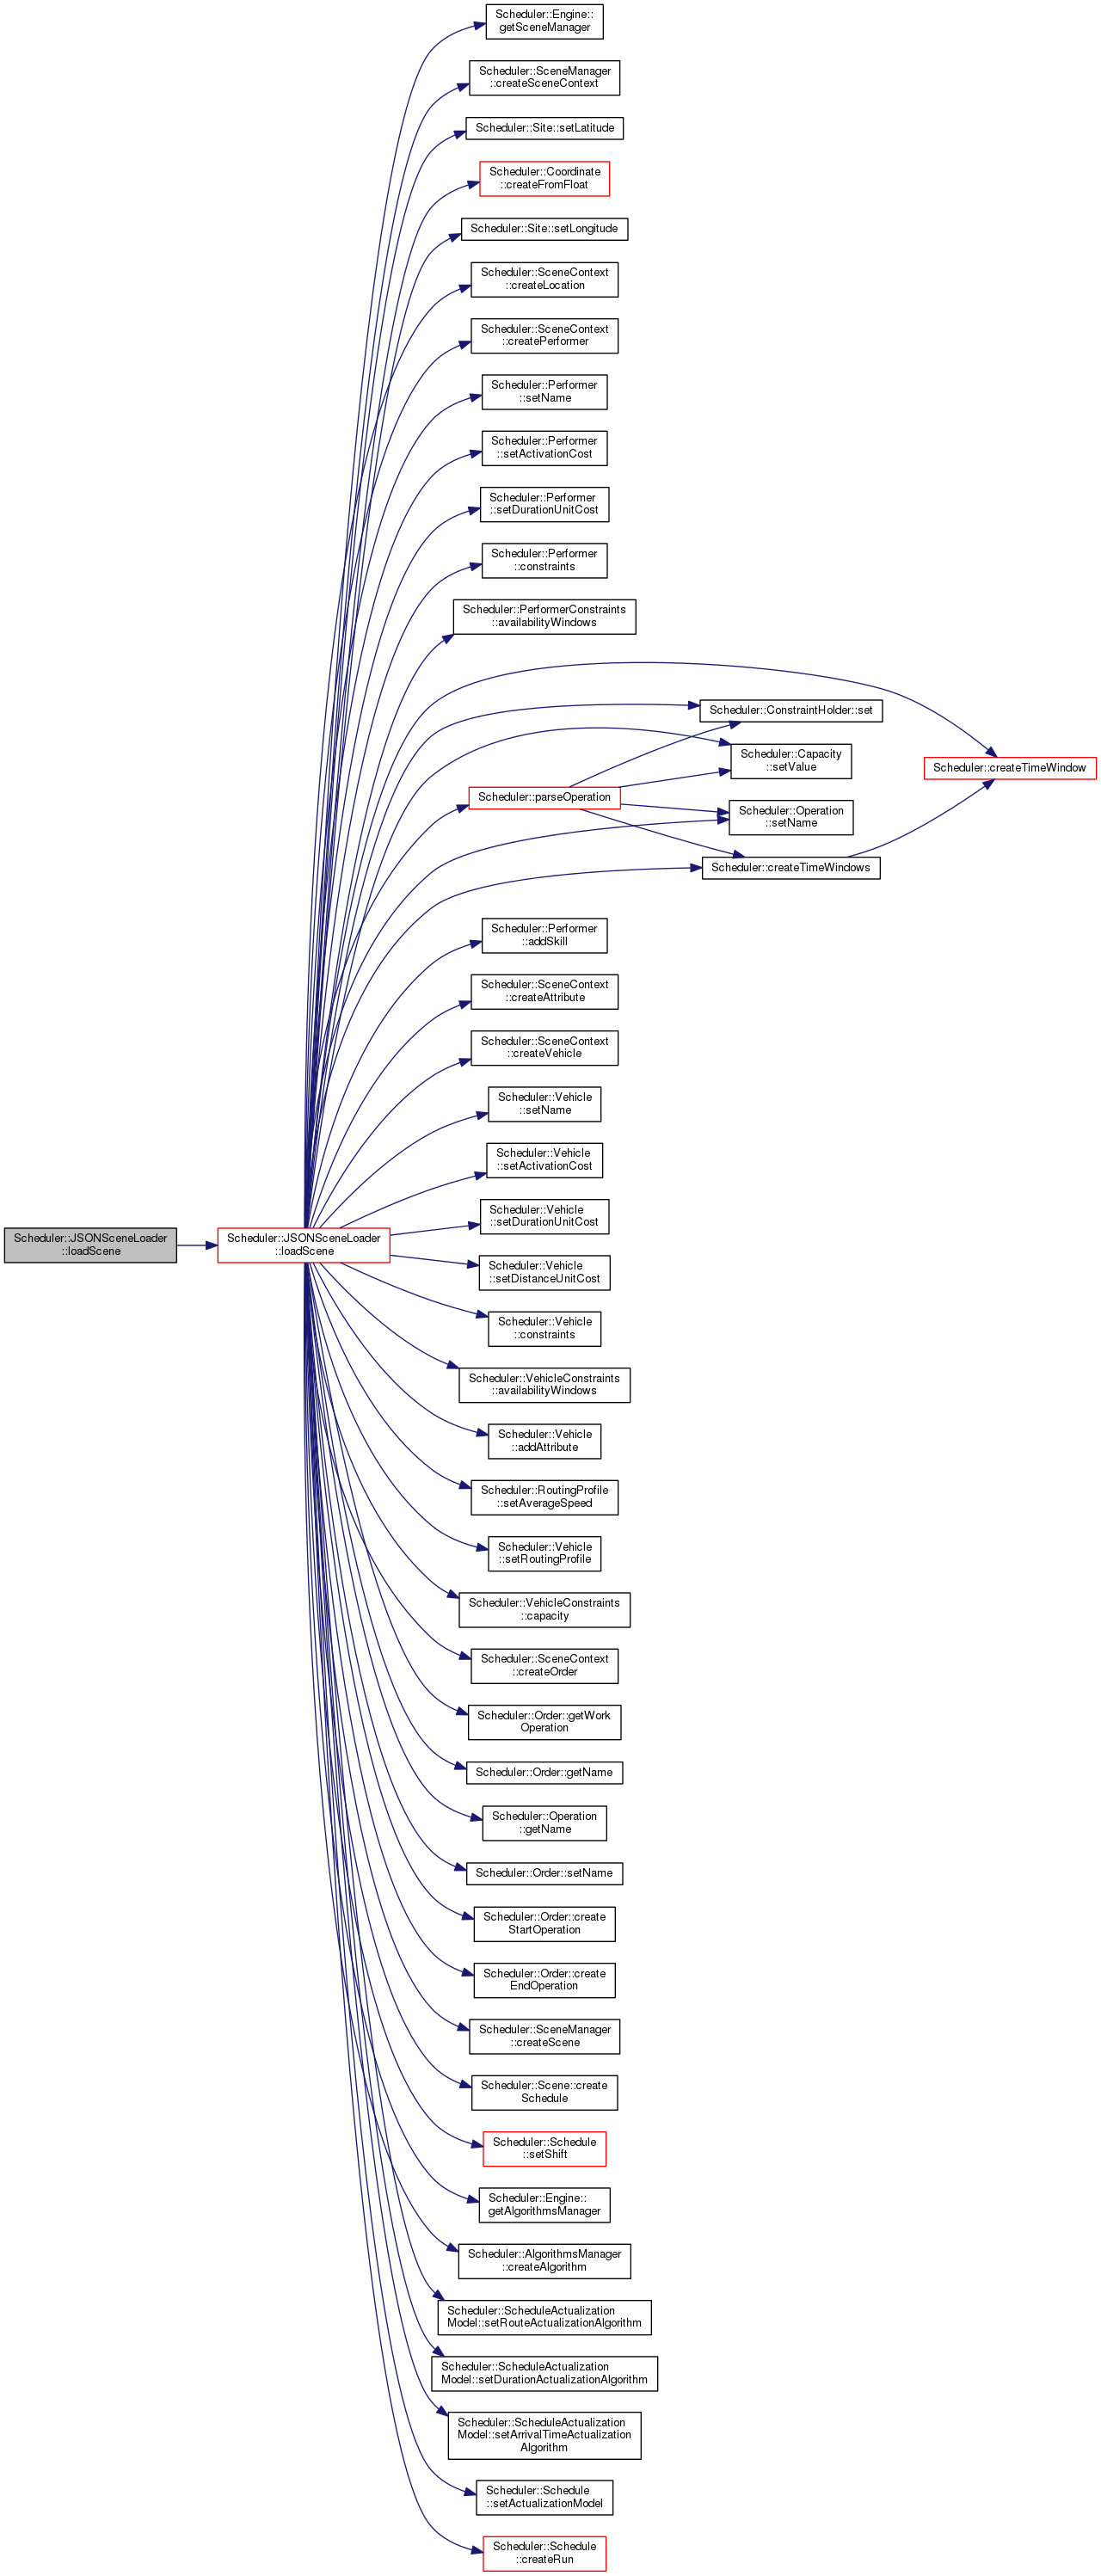 Scheduler::Engine::
getSceneManager
Scheduler::SceneManager
::createSceneContext
Scheduler::Site::setLatitude
Scheduler::Coordinate
::createFromFloat
Scheduler::Site::setLongitude
Scheduler::SceneContext
::createLocation
Scheduler::SceneContext
::createPerformer
Scheduler::Performer
::setName
Scheduler::Performer
::setActivationCost
Scheduler::Performer
::setDurationUnitCost
Scheduler::Performer
::constraints
Scheduler::PerformerConstraints
::availabilityWindows
Scheduler::ConstraintHolder::set
Scheduler::Capacity
::setValue
Scheduler::createTimeWindow
Scheduler::parseOperation
Scheduler::Operation
::setName
Scheduler::createTimeWindows
Scheduler::Performer
::addSkill
Scheduler::SceneContext
::createAttribute
Scheduler::SceneContext
::createVehicle
Scheduler::Vehicle
::setName
Scheduler::Vehicle
::setActivationCost
Scheduler::Vehicle
::setDurationUnitCost
Scheduler::JSONSceneLoader
::loadScene
Scheduler::JSONSceneLoader
::loadScene
Scheduler::Vehicle
::setDistanceUnitCost
Scheduler::Vehicle
::constraints
Scheduler::VehicleConstraints
::availabilityWindows
Scheduler::Vehicle
::addAttribute
Scheduler::RoutingProfile
::setAverageSpeed
Scheduler::Vehicle
::setRoutingProfile
Scheduler::VehicleConstraints
::capacity
Scheduler::SceneContext
::createOrder
Scheduler::Order::getWork
Operation
Scheduler::Order::getName
Scheduler::Operation
::getName
Scheduler::Order::setName
Scheduler::Order::create
StartOperation
Scheduler::Order::create
EndOperation
Scheduler::SceneManager
::createScene
Scheduler::Scene::create
Schedule
Scheduler::Schedule
::setShift
Scheduler::Engine::
getAlgorithmsManager
Scheduler::AlgorithmsManager
::createAlgorithm
Scheduler::ScheduleActualization
Model::setRouteActualizationAlgorithm
Scheduler::ScheduleActualization
Model::setDurationActualizationAlgorithm
Scheduler::ScheduleActualization
Model::setArrivalTimeActualization
Algorithm
Scheduler::Schedule
::setActualizationModel
Scheduler::Schedule
::createRun